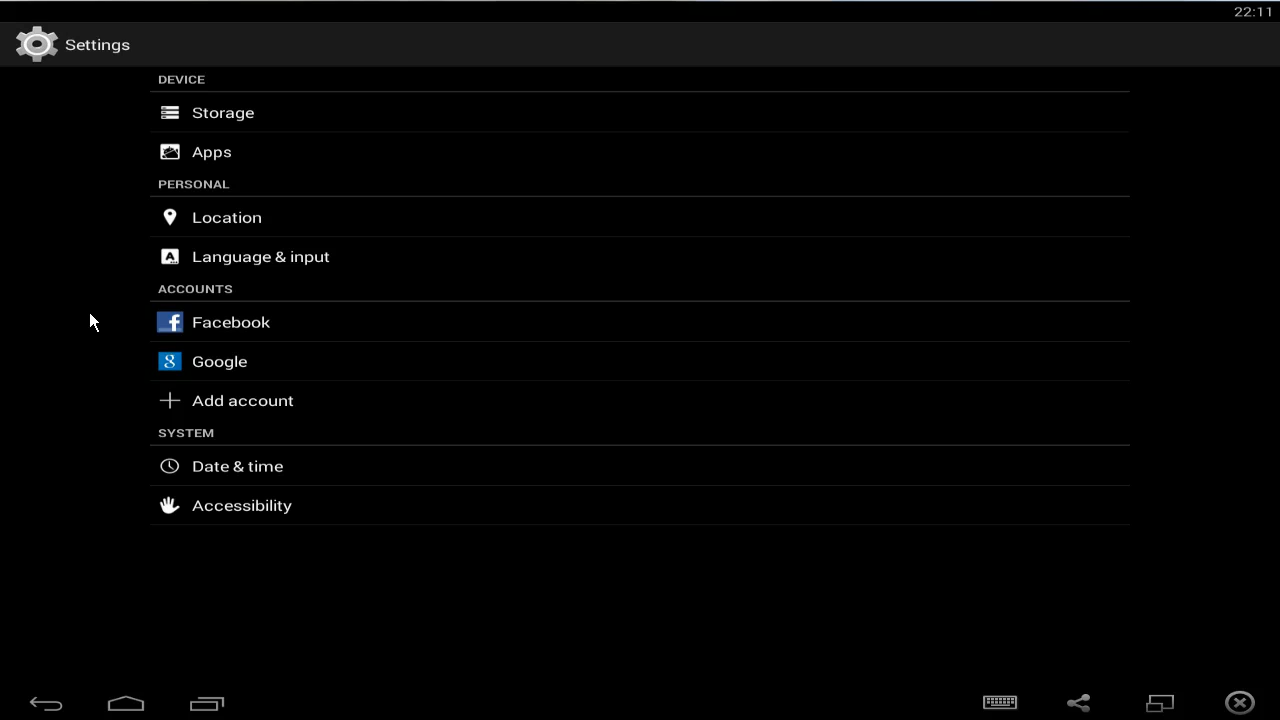 22:11
Settings
DEVICE
Storage
Apps
PERSONAL
Location
Language & input
ACCOUNTS
Facebook
Google
Add account
SYSTEM
Date & time
Accessibility